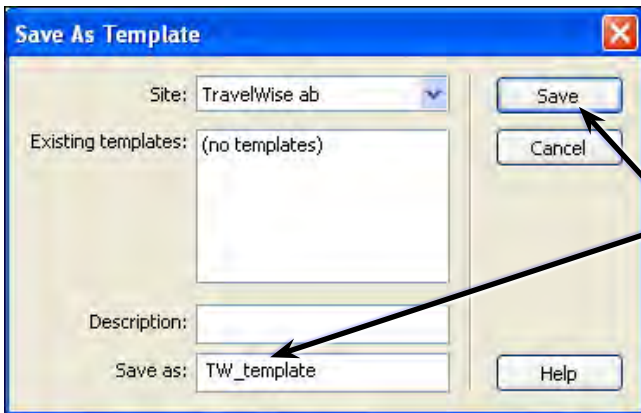 Save As Template
Site: TravelWise ab
Save
Existing templates: (no templates)
Cancel
Description:
Save as: TW_template
Help